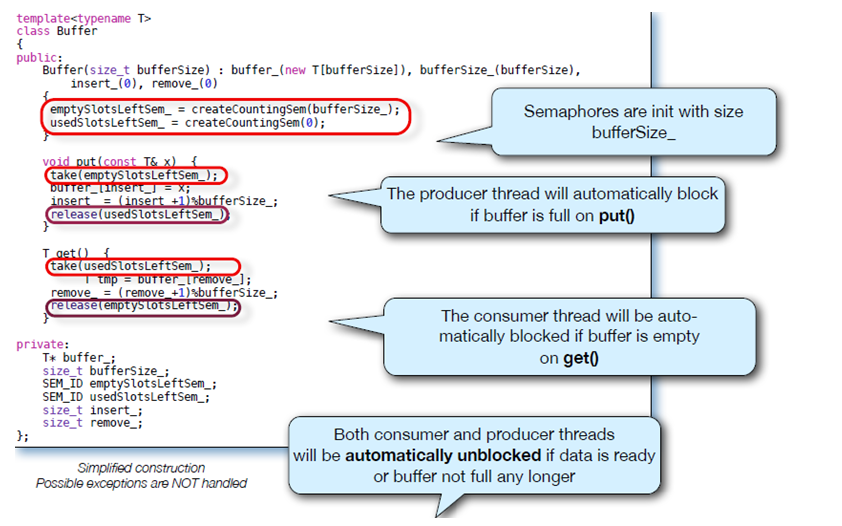 template<typename T>
class Buffer
{
public:
Buffer(size_t bufferSize) : buffer_(new T[bufferSize]), bufferSize_(bufferSize),
insert_(0), remove_(0)
{
emptySlotsLeftSem_ = createCountingSem(bufferSize_);
usedSlotsLeftSem_ = createCountingSem(0);
}
Semaphores are init with size
bufferSize_
void put(const T& x) {
take(emptySlotsLeftSem_);
buffer_[insert_] = x;
insert_ = (insert_+1)%bufferSize_;
release(usedSlotsLeftSem_);
}
The producer thread will automatically block
if buffer is full on put()
T get() {
take(usedSlotsLeftSem_);
T tmp = buffer_[remove_];
remove_ = (remove_+1)%bufferSize_;
release(emptySlotsLeftSem_);
}
The consumer thread will be auto-
matically blocked if buffer is empty
on get()
private:
T* buffer_;
size_t bufferSize_;
SEM_ID emptySlotsLeftSem_;
SEM_ID usedSlotsLeftSem_;
size_t insert_;
size_t remove_;
};
Both consumer and producer threads
will be automatically unblocked if data is ready
or buffer not full any longer
Simplified construction
Possible exceptions are NOT handled